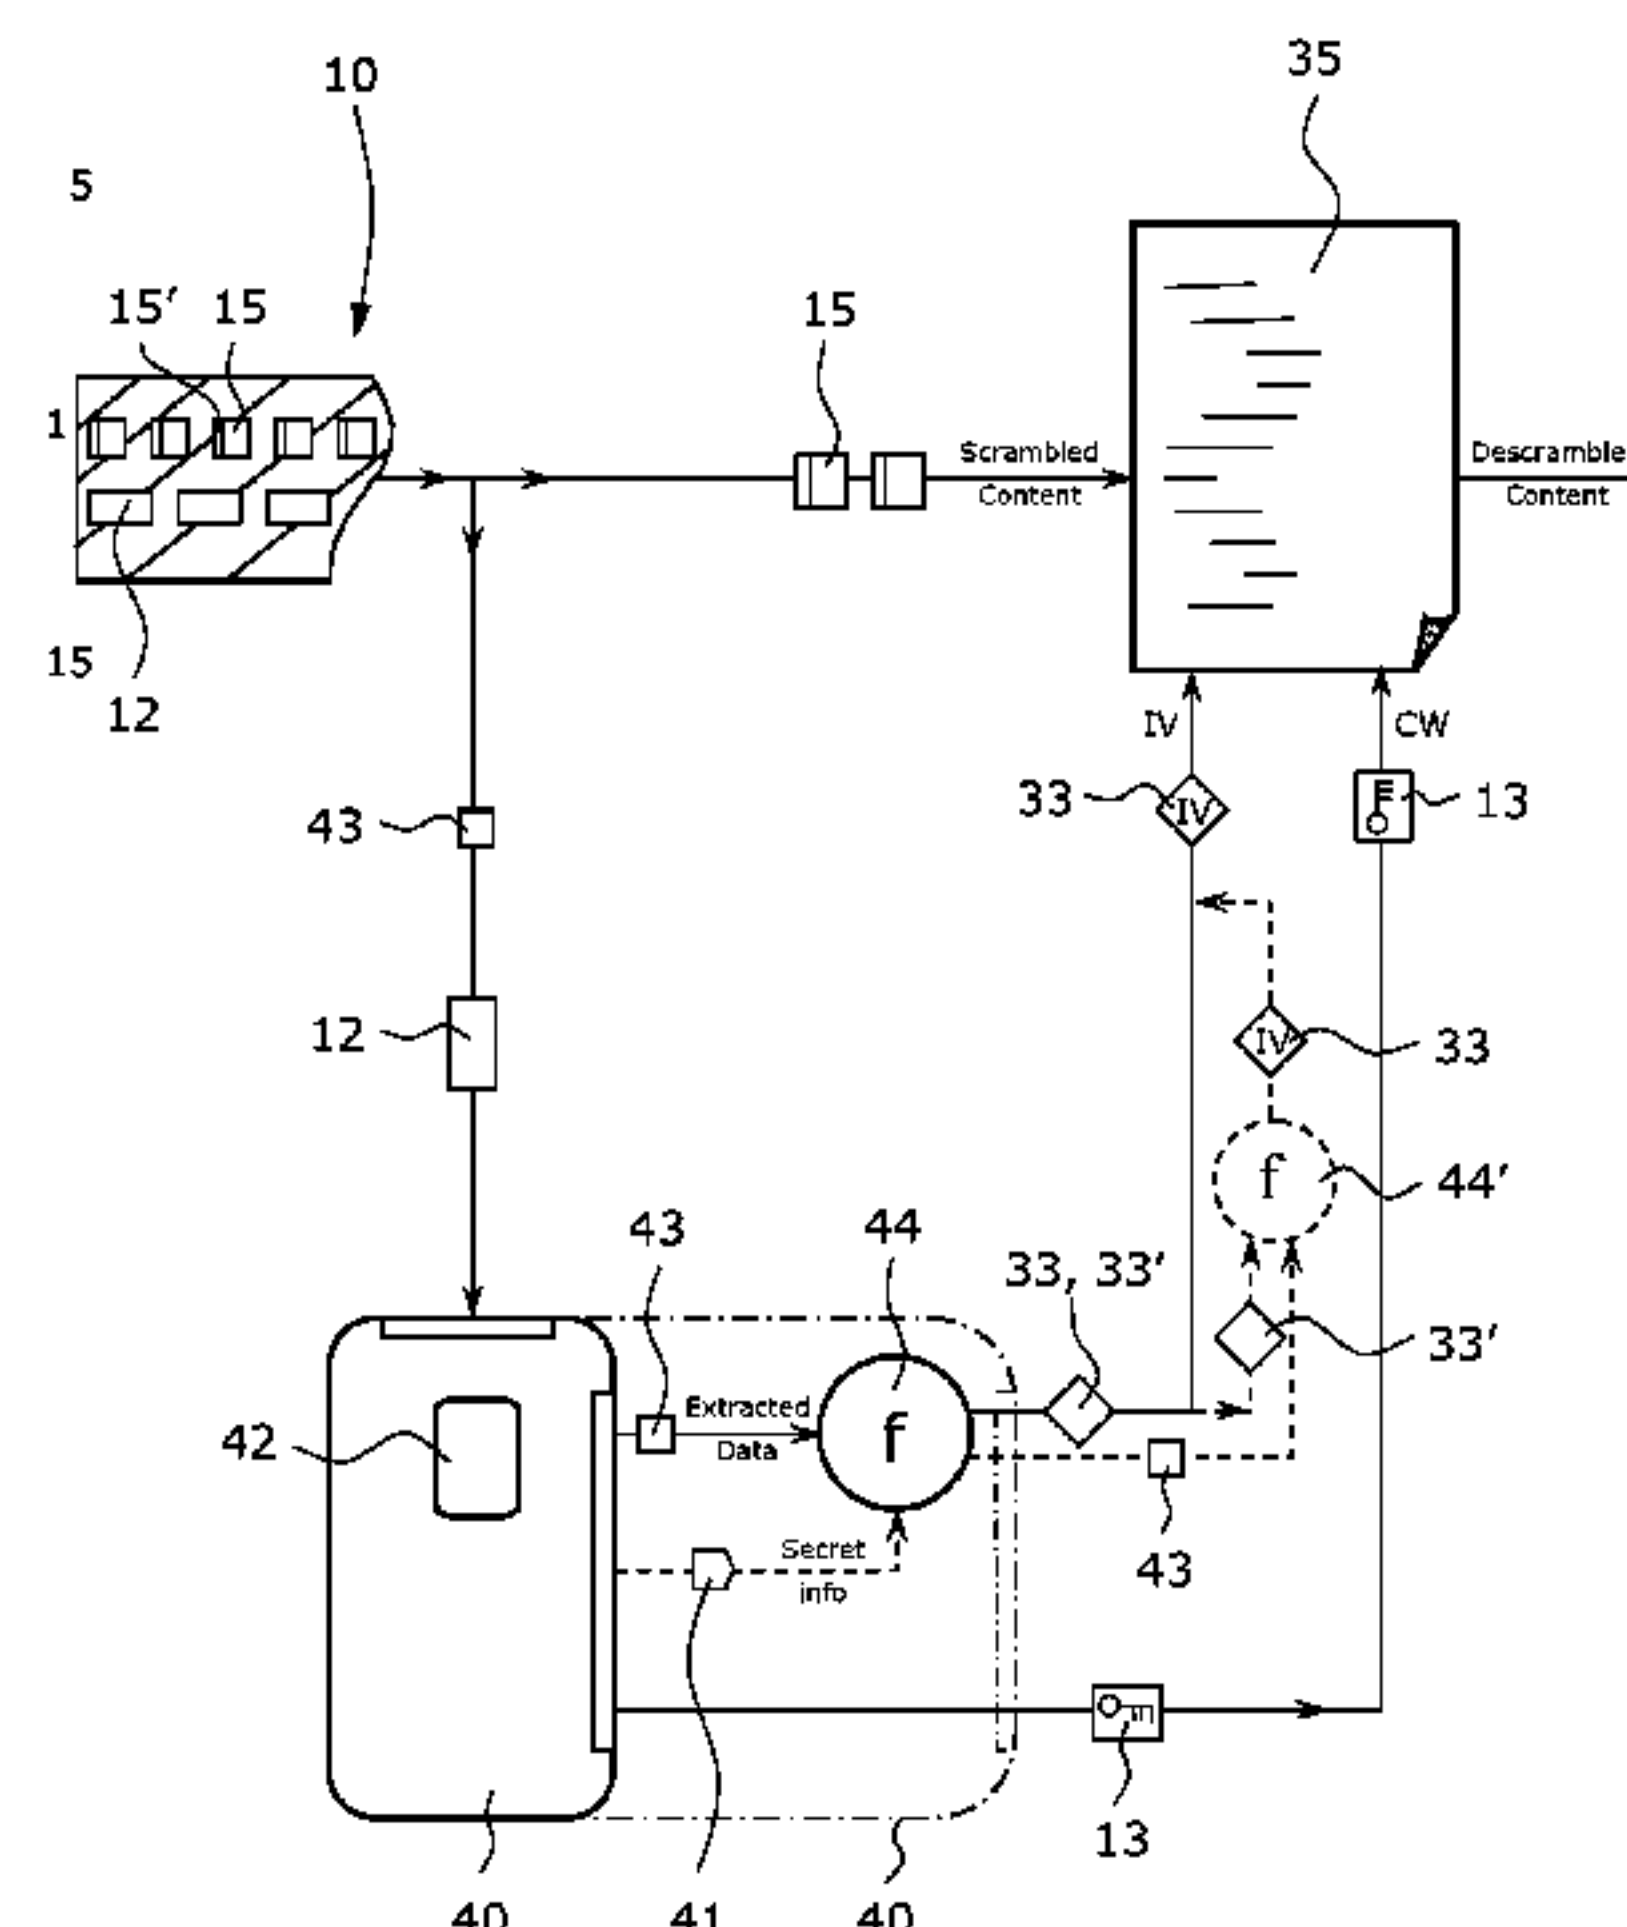 35
10
5
15′ 15
15
1
Scrambled
Content
Descramble
Content
15
12
IV
CW
33
IV
13
43
12
IV
33
f
44′
43
44
33, 33′
33′
Extracted
Data
42
f
Secret
info
43
13
40
41
40